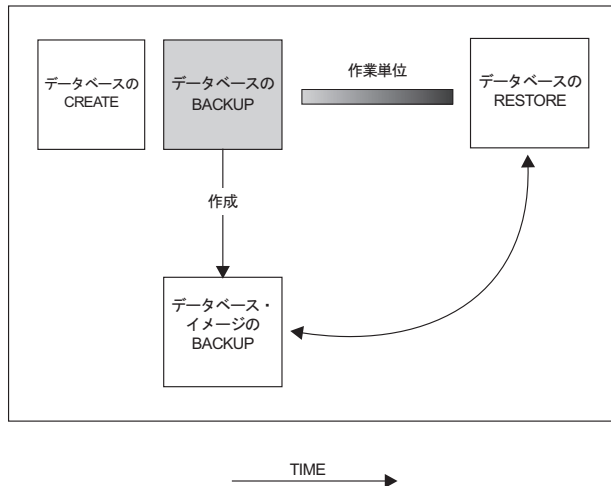 データベースの
CREATE
データベースの
BACKUP
作業単位
データベースの
RESTORE
作成
データベース・
イメージの
BACKUP
TIME